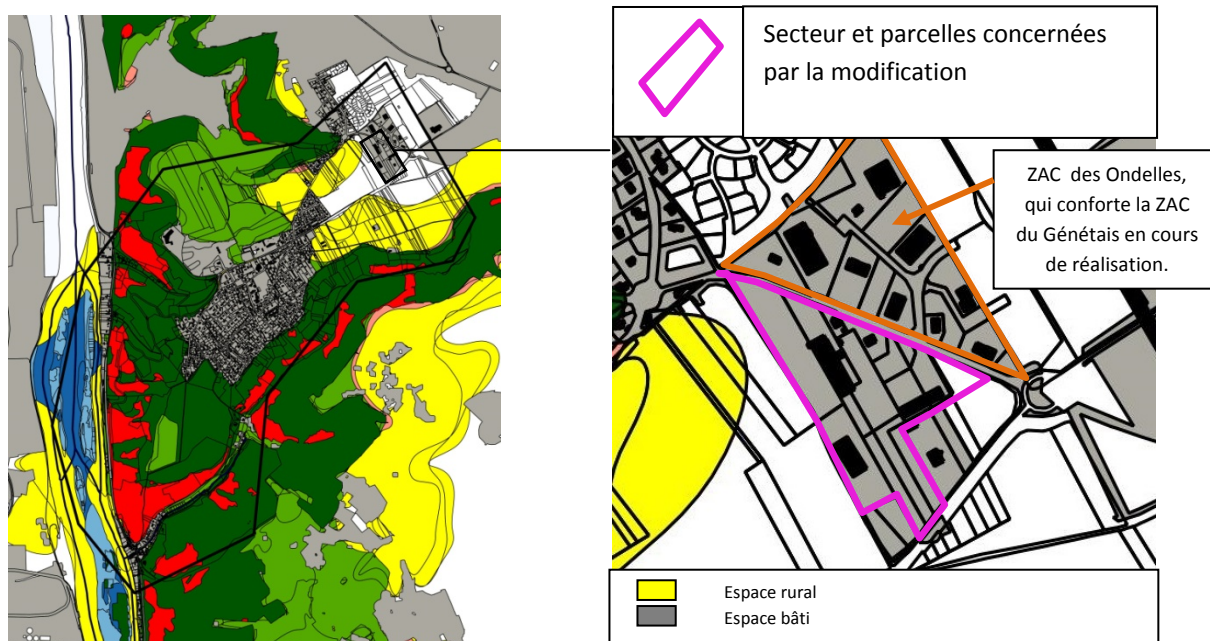 Secteur et parcelles concernées
par la modification
ZAC des Ondelles,
qui conforte la ZAC
du Génétais en cours
de réalisation.
Espace rural
Espace bâti